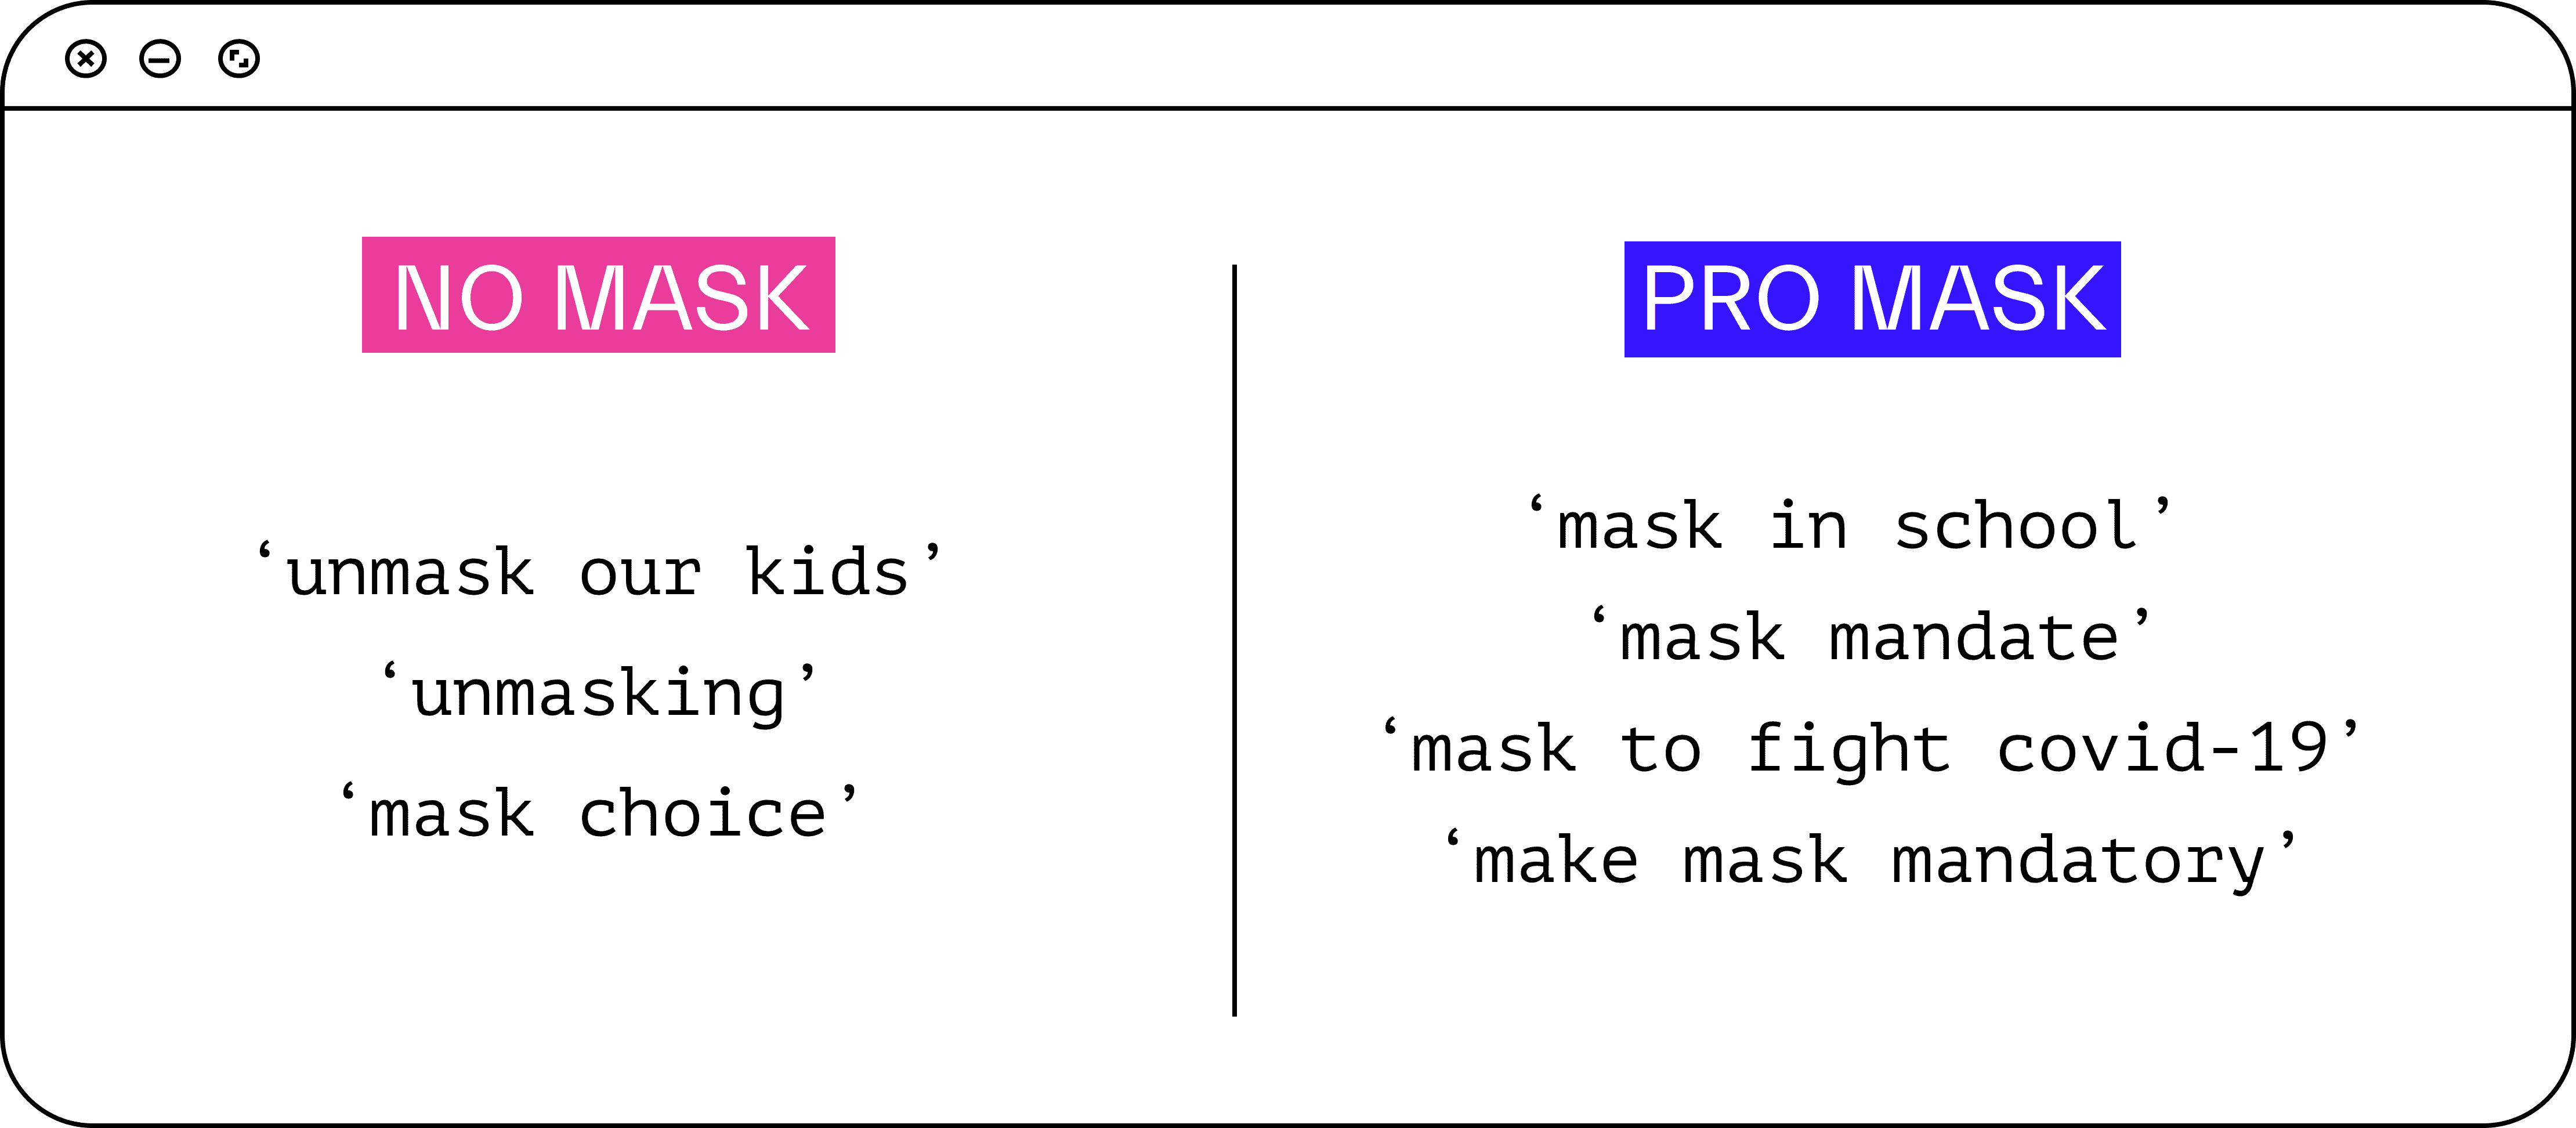 NO MASK
‘unmask our kids’
‘unmasking’
‘mask choice’
PRO MASK
‘mask in school’
‘mask mandate’
‘mask to fight covid-19’
‘make mask mandatory’